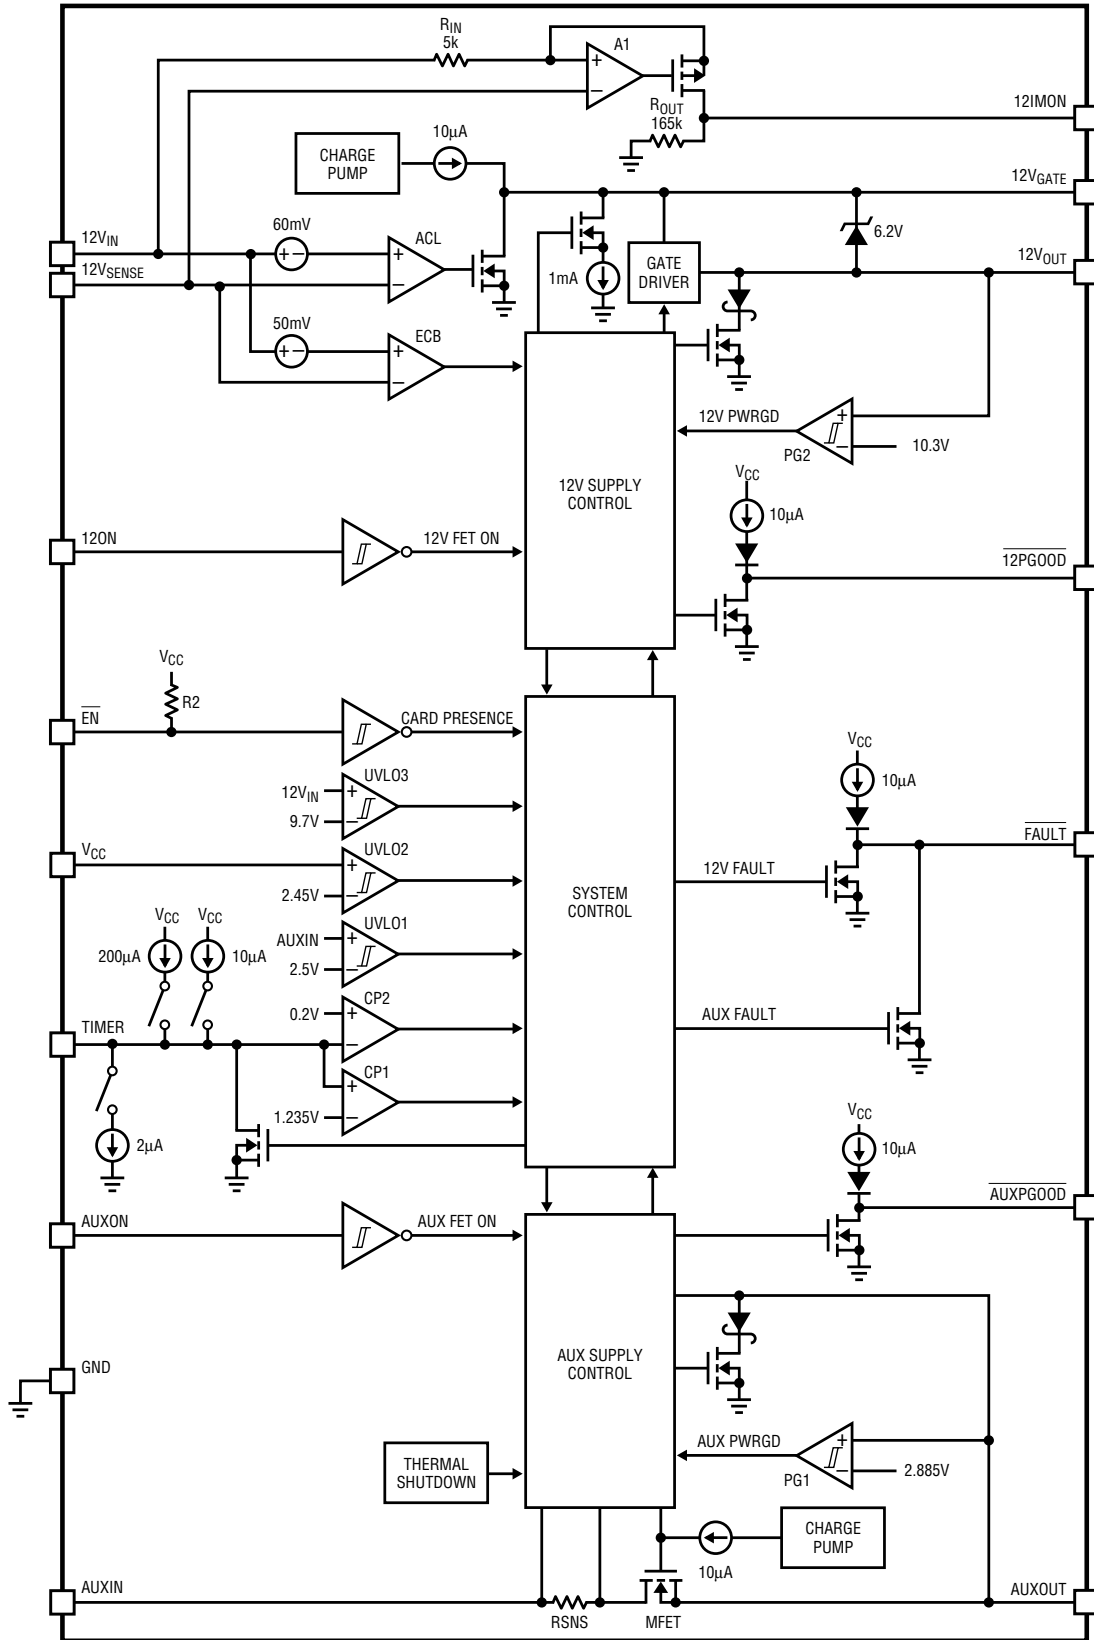 RIN
5k
A1
ROUT
165k
12IMON
CHARGE
PUMP
10µA
12VGATE
60mV
12VIN
ACL
6.2V
12VSENSE
1mA
GATE
DRIVER
12VOUT
50mV
ECB
12V PWRGD
10.3V
PG2
12V SUPPLY
CONTROL
VCC
10µA
12ON
12V FET ON
12PGOOD
VCC
R2
EN
CARD PRESENCE
VCC
UVLO3
12VIN
9.7V
10µA
FAULT
VCC
UVLO2
2.45V
12V FAULT
SYSTEM
CONTROL
VCC
VCC
UVLO1
AUXIN
2.5V
200µA
10µA
CP2
0.2V
AUX FAULT
TIMER
CP1
1.235V
2µA
VCC
10µA
AUXPGOOD
AUXON
AUX FET ON
AUX SUPPLY
CONTROL
GND
AUX PWRGD
2.885V
PG1
THERMAL
SHUTDOWN
CHARGE
PUMP
10µA
AUXIN
AUXOUT
RSNS
MFET
+
−
+
−
+ −
+
−
+ −
+
−
+
−
+
−
+
−
+
−
+
−
+
−
+
−